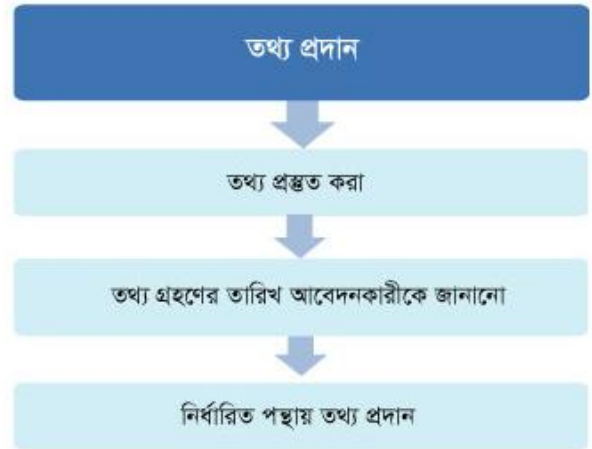 তথ্য প্রদান
তথ্য প্রস্তুত করা
তথ্য গ্রহণের তারিখ আবেদনকারীকে জানানো
নির্ধারিত পন্থায় তথ্য প্রদান